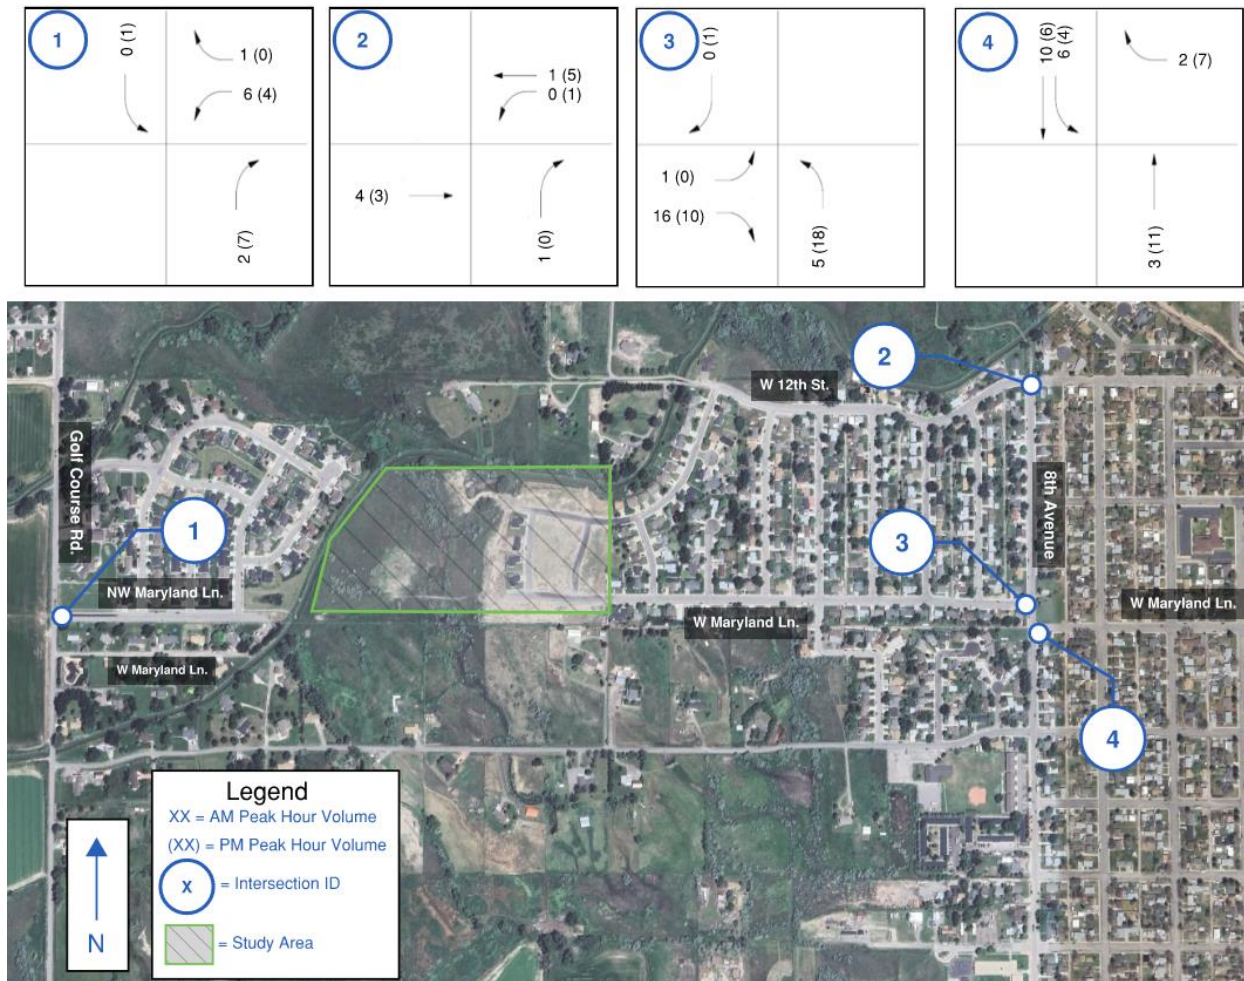 1
0 (1)
1 (0)
6 (4)
2 (7)
2
1 (5)
0 (1)
4 (3)
1 (0)
3
0 (1)
1 (0)
16 (10)
5 (18)
4
10 (6)
6 (4)
2 (7)
3 (11)
2
W 12th St.
Golf Course Rd.
8th Avenue
1
3
NW Maryland Ln.
W Maryland Ln.
W Maryland Ln.
W Maryland Ln.
4
Legend
XX = AM Peak Hour Volume
(XX) = PM Peak Hour Volume
X = Intersection ID
= Study Area
N